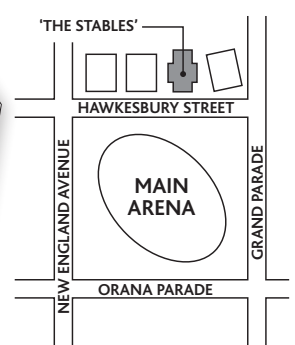 'THE STABLES'
HAWKESBURY STREET
NEW ENGLAND AVENUE
MAIN
ARENA
GRAND PARADE
ORANA PARADE